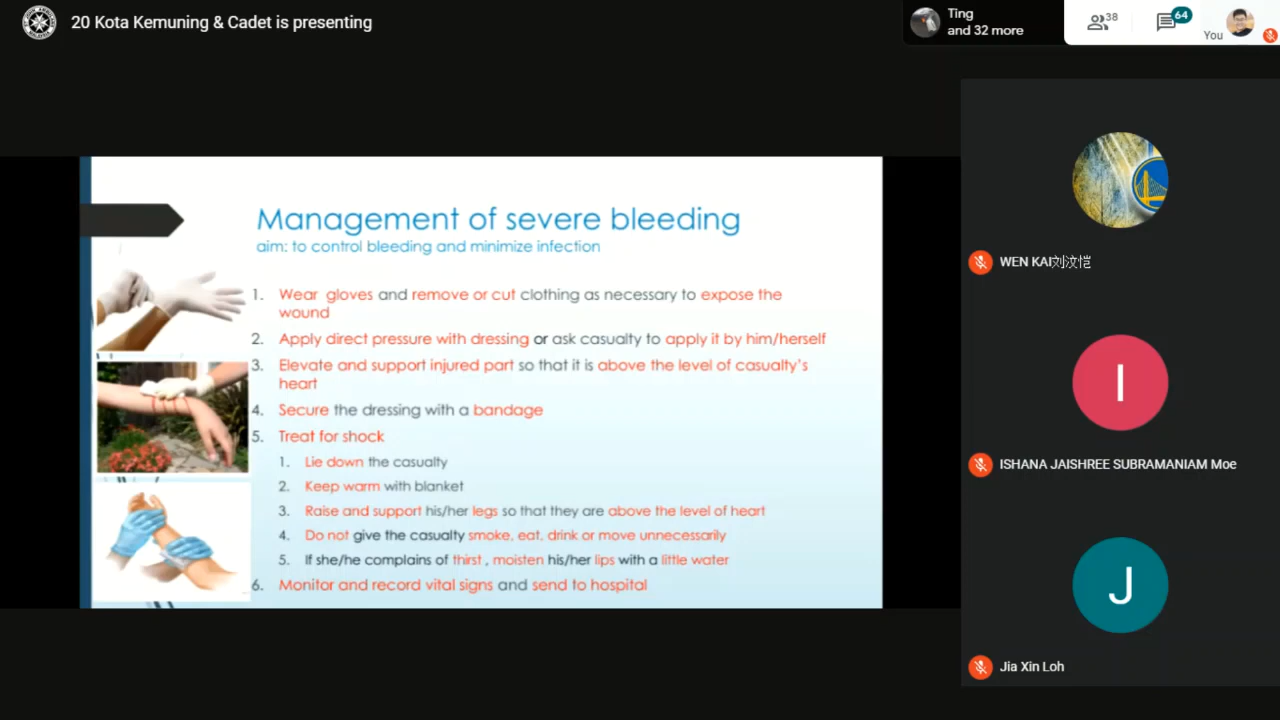 20 Kota Kemuning & Cadet is presenting
Ting
and 32 more
38
64
You
Management of severe bleeding
aim: to control bleeding and minimize infection
1. Wear gloves and remove or cut clothing as necessary to expose the
wound
2. Apply direct pressure with dressing or ask casualty to apply it by him/herself
3. Elevate and support injured part so that it is above the level of casualty's
heart
4. Secure the dressing with a bandage
5. Treat for shock
1. Lie down the casualty
2. Keep warm with blanket
3. Raise and support his/her legs so that they are above the level of heart
4. Do not give the casualty smoke, eat, drink or move unnecessarily
5. If she/he complains of thirst , moisten his/her lips with a little water
6. Monitor and record vital signs and send to hospital
WEN KAI刘汶恺
I
ISHANA JAISHREE SUBRAMANIAM Moe
J
Jia Xin Loh